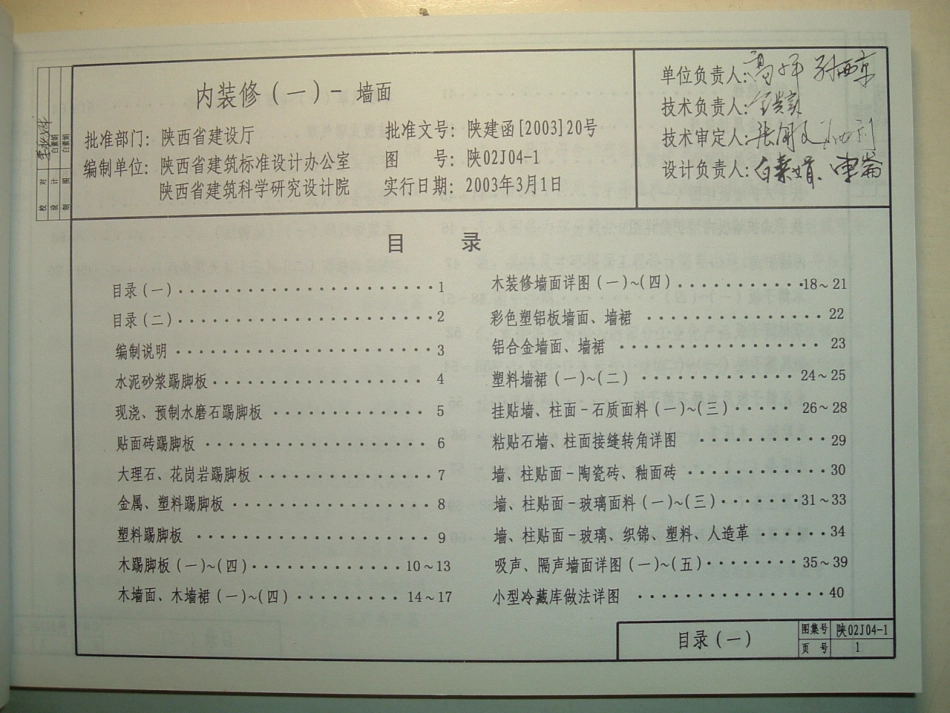 内装修（一）－墙面
批准部门：陕西省建设厅 批准文号：陕建函[2003]20号
编制单位：陕西省建筑标准设计办公室 图 号：陕02J04-1
陕西省建筑科学研究设计院 实行日期：2003年3月1日
单位负责人：
技术负责人：
技术审定人：
设计负责人：
校 对
设 计 白素娟
制 图 白素娟
目 录
目录（一）························1
目录（二）························2
编制说明························3
水泥砂浆踢脚板····················4
现浇、预制水磨石踢脚板··············5
贴面砖踢脚板····················6
大理石、花岗岩踢脚板················7
金属、塑料踢脚板··················8
塑料踢脚板······················9
木踢脚板（一）~（四）··············10~13
木墙面、木墙裙（一）~（四）··········14~17
木装修墙面详图（一）~（四）··········18~21
彩色塑铝板墙面、墙裙················22
铝合金墙面、墙裙··················23
塑料墙裙（一）~（二）··············24~25
挂贴墙、柱面－石质面料（一）~（三）·····26~28
粘贴石墙、柱面接缝转角详图··········29
墙、柱贴面－陶瓷砖、釉面砖··········30
墙、柱贴面－玻璃面料（一）~（三）·······31~33
墙、柱贴面－玻璃、织锦、塑料、人造革·····34
吸声、隔声墙面详图（一）~（五）·······35~39
小型冷藏库做法详图················40
目录（一）
图集号 陕02J04-1
页 号 1